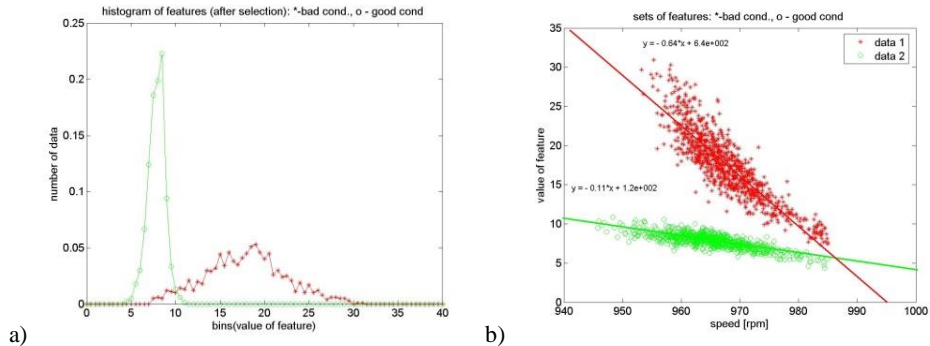 histogram of features (after selection): *-bad cond., o - good cond
0.25
0.2
0.15
0.1
0.05
0
number of data
0 5 10 15 20 25 30 35 40
bins(value of feature)
a)
sets of features: *-bad cond., o - good cond
y = - 0.64*x + 6.4e+002
data 1
data 2
35
30
25
20
15
10
5
0
value of feature
y = - 0.11*x + 1.2e+002
940 950 960 970 980 990 1000
speed [rpm]
b)